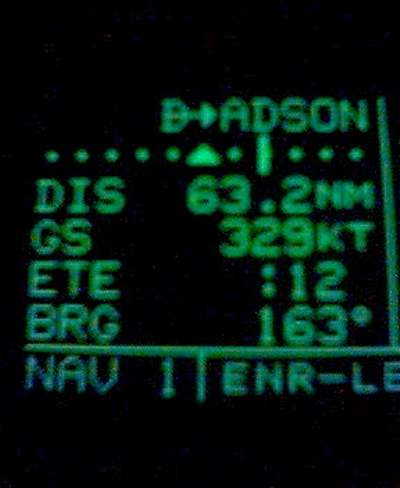 D→ADSON
DIS 63.2NM
GS 329KT
ETE :12
BRG 163°
NAV 1 ENR-LE